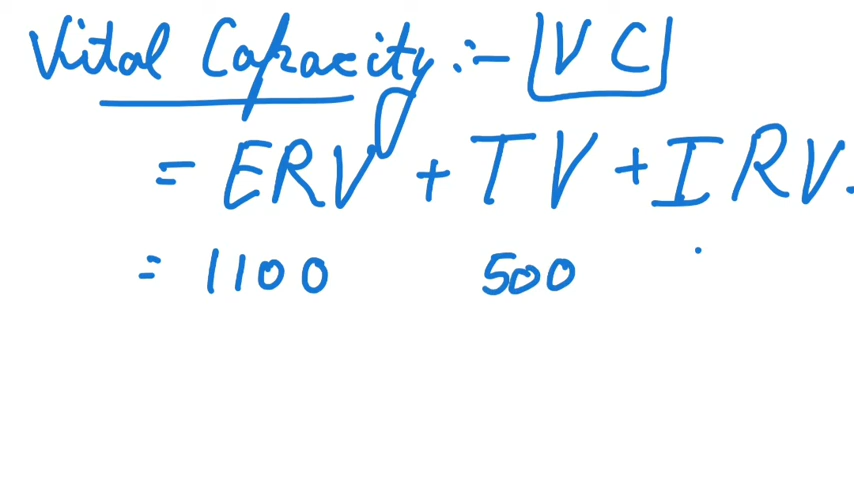 Vital Capacity :- VC
= ERV + TV + IRV.
= 1100 500